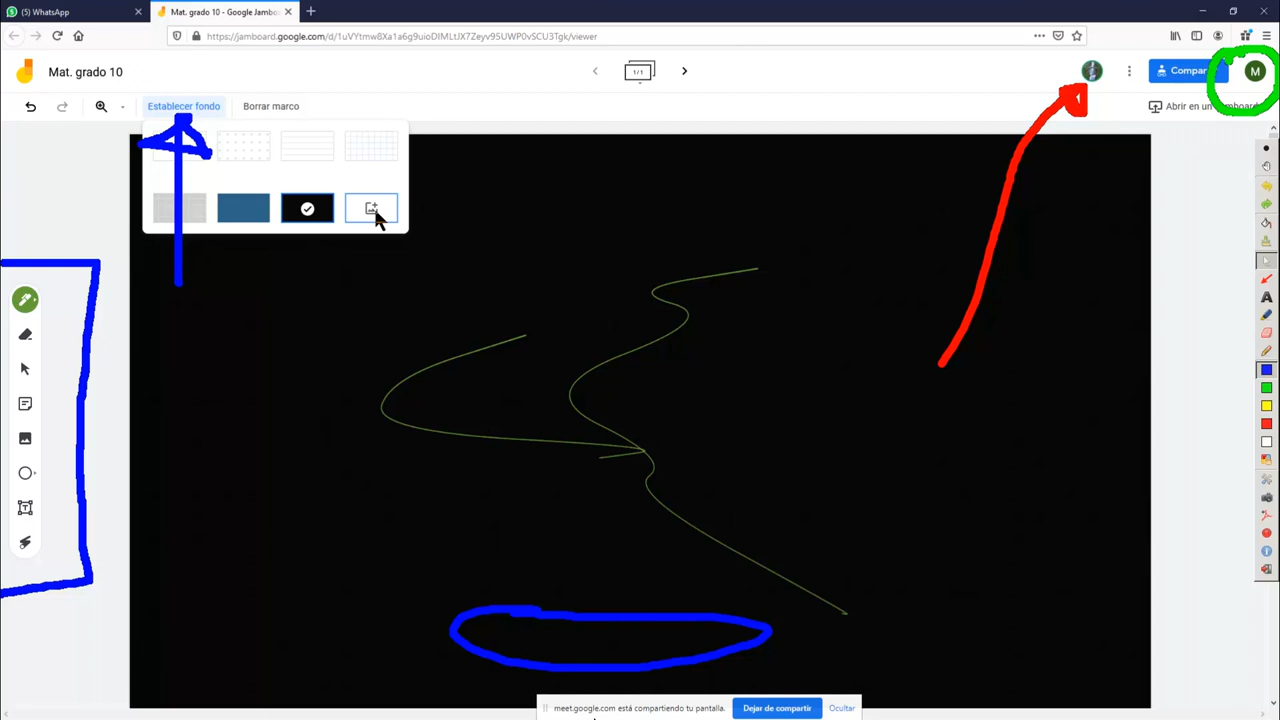 (5) WhatsApp
Mat. grado 10 - Google Jambo
https://jamboard.google.com/d/1uVYtmw8Xa1a6g9uioDIMLtJX7Zeyv95UWP0vSCU3Tgk/viewer
Mat. grado 10
1/1
Compar
M
Establecer fondo
Borrar marco
Abrir en un
A
T
meet.google.com está compartiendo tu pantalla.
Dejar de compartir
Ocultar